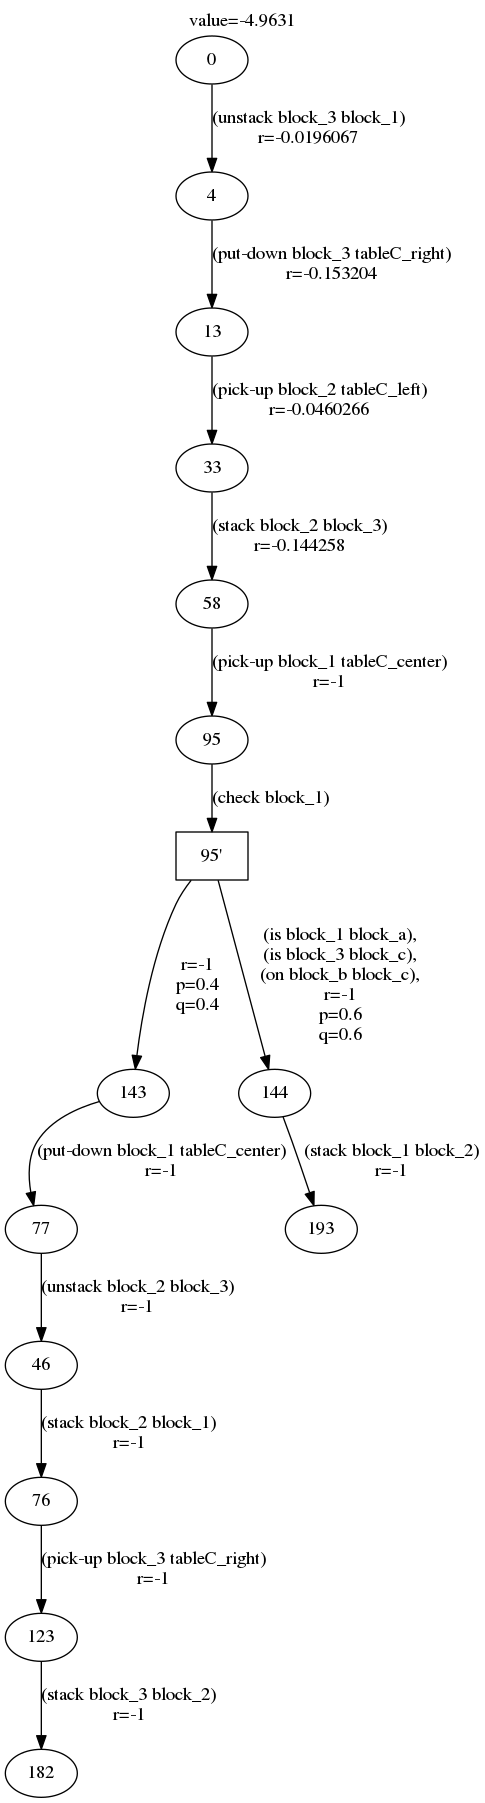 value=-4.9631
0
(unstack block_3 block_1)
r=-0.0196067
4
(put-down block_3 tableC_right)
r=-0.153204
13
(pick-up block_2 tableC_left)
r=-0.0460266
33
(stack block_2 block_3)
r=-0.144258
58
(pick-up block_1 tableC_center)
r=-1
95
(check block_1)
95'
r=-1
p=0.4
q=0.4
(is block_1 block_a),
(is block_3 block_c),
(on block_b block_c),
r=-1
p=0.6
q=0.6
143
144
(put-down block_1 tableC_center)
r=-1
(stack block_1 block_2)
r=-1
77
193
(unstack block_2 block_3)
r=-1
46
(stack block_2 block_1)
r=-1
76
(pick-up block_3 tableC_right)
r=-1
123
(stack block_3 block_2)
r=-1
182